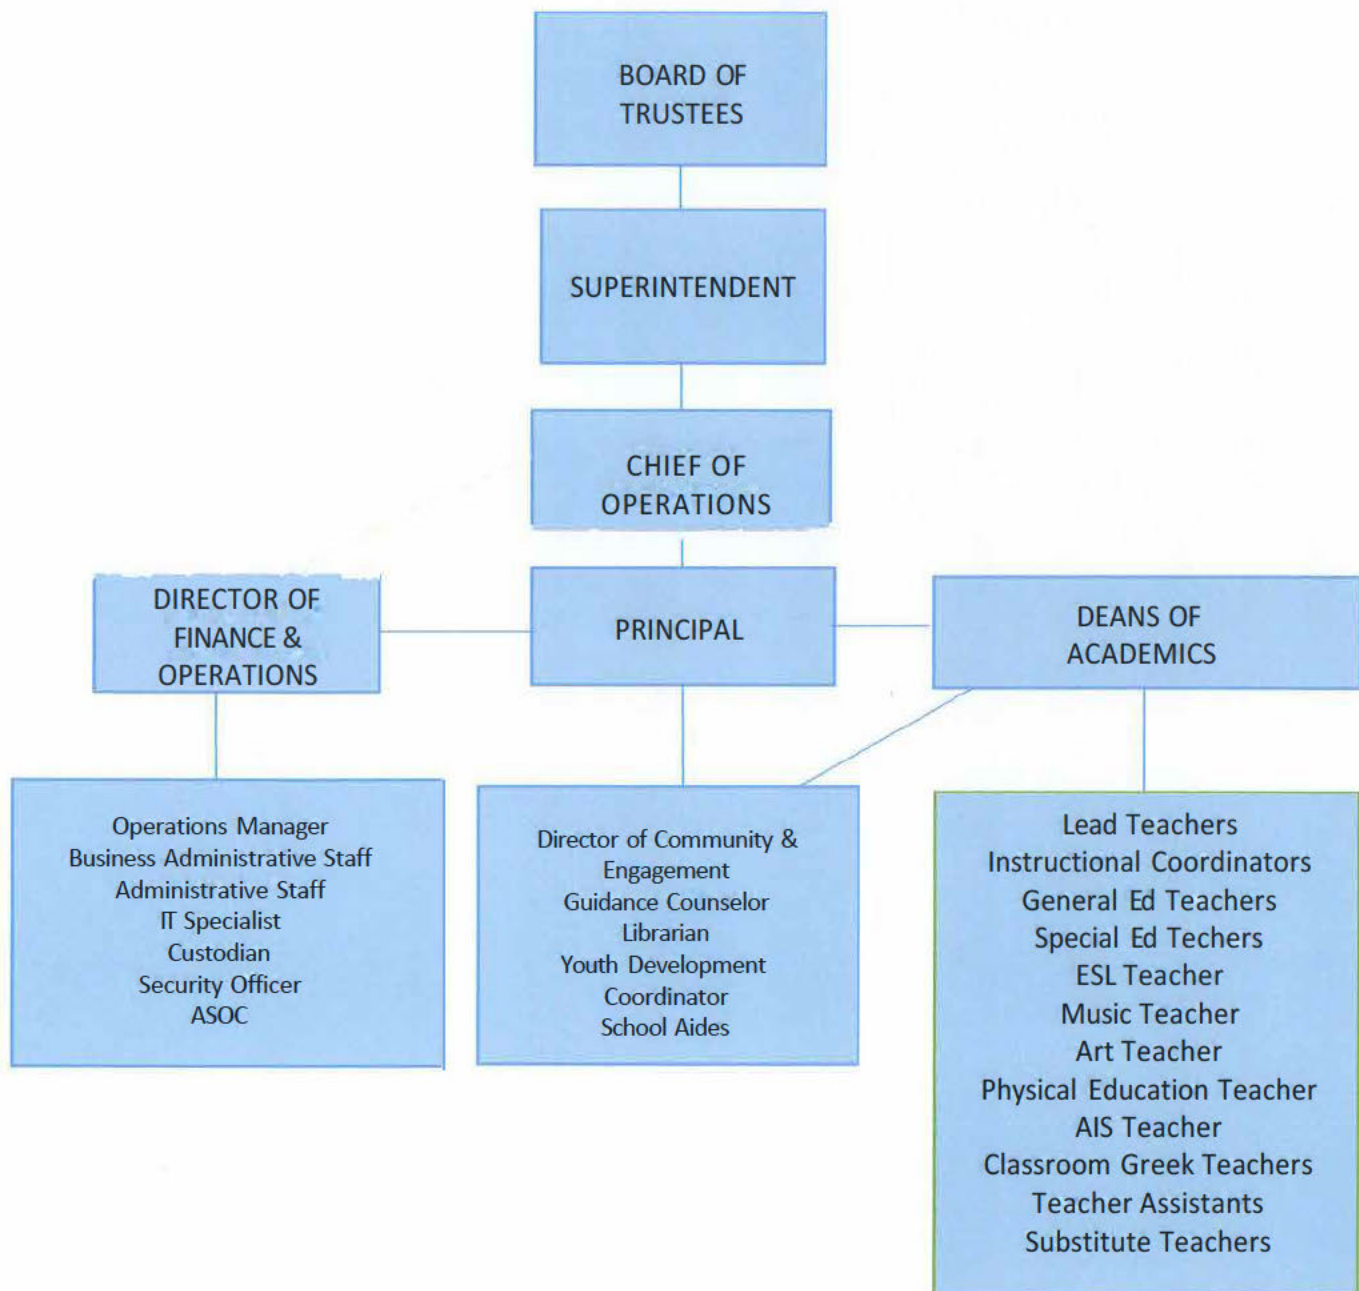 BOARD OF
TRUSTEES
SUPERINTENDENT
CHIEF OF
OPERATIONS
DIRECTOR OF
FINANCE &
OPERATIONS
PRINCIPAL
DEANS OF
ACADEMICS
Operations Manager
Business Administrative Staff
Administrative Staff
IT Specialist
Custodian
Security Officer
ASOC
Director of Community &
Engagement
Guidance Counselor
Librarian
Youth Development
Coordinator
School Aides
Lead Teachers
Instructional Coordinators
General Ed Teachers
Special Ed Techers
ESL Teacher
Music Teacher
Art Teacher
Physical Education Teacher
AIS Teacher
Classroom Greek Teachers
Teacher Assistants
Substitute Teachers